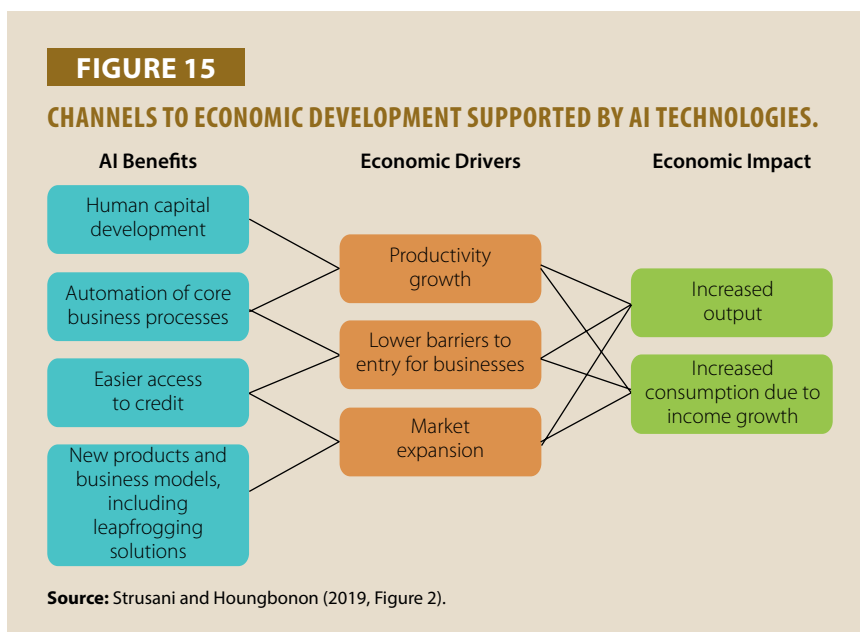 FIGURE 15
CHANNELS TO ECONOMIC DEVELOPMENT SUPPORTED BY AI TECHNOLOGIES.
AI Benefits
Human capital
development
Automation of core
business processes
Easier access
to credit
New products and
business models,
including
leapfrogging
solutions
Economic Drivers
Productivity
growth
Lower barriers to
entry for businesses
Market
expansion
Economic Impact
Increased
output
Increased
consumption due to
income growth
Source: Strusani and Houngbonon (2019, Figure 2).